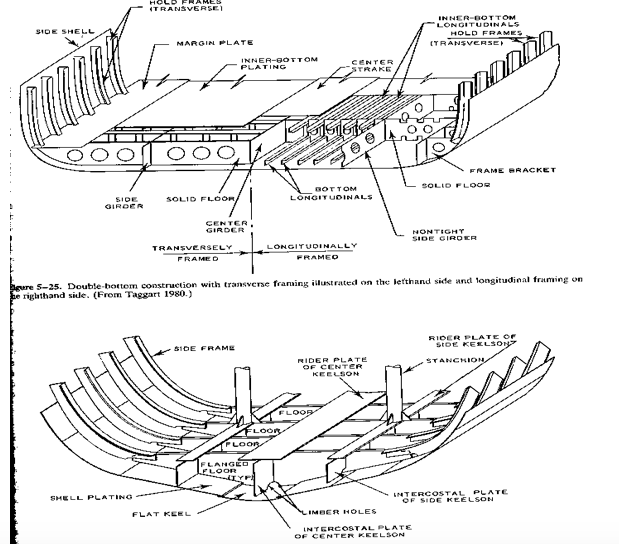 HOLD FRAMES
(TRANSVERSE)
SIDE SHELL
MARGIN PLATE
INNER-BOTTOM
PLATING
CENTER
STRAKE
INNER-BOTTOM
LONGITUDINALS
HOLD FRAMES
(TRANSVERSE)
SIDE
GIRDER
SOLID FLOOR
CENTER
GIRDER
BOTTOM
LONGITUDINALS
SOLID FLOOR
FRAME BRACKET
NONTIGHT
SIDE GIRDER
TRANSVERSELY
FRAMED
LONGITUDINALLY
FRAMED
gure 5–25. Double-bottom construction with transverse framing illustrated on the lefthand side and longitudinal framing on
e righthand side. (From Taggart 1980.)
SIDE FRAME
RIDER PLATE
OF CENTER
KEELSON
RIDER PLATE OF
SIDE KEELSON
STANCHION
FLOOR
FLOOR
FLOOR
FLANGED
FLOOR
(TYP)
SHELL PLATING
FLAT KEEL
LIMBER HOLES
INTERCOSTAL PLATE
OF SIDE KEELSON
INTERCOSTAL PLATE
OF CENTER KEELSON